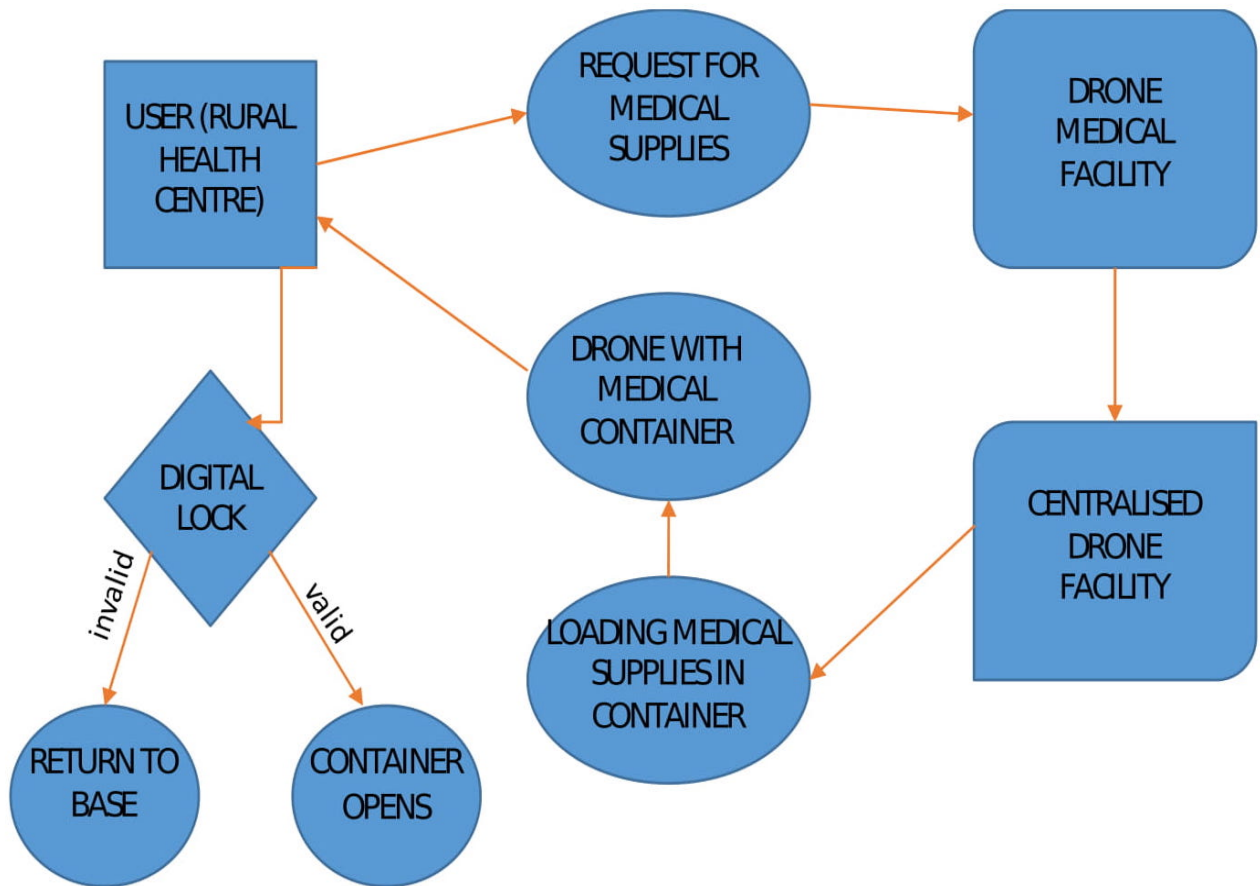 USER (RURAL
HEALTH
CENTRE)
REQUEST FOR
MEDICAL
SUPPLIES
DRONE
MEDICAL
FACILITY
CENTRALISED
DRONE
FACILITY
LOADING MEDICAL
SUPPLIES IN
CONTAINER
DRONE WITH
MEDICAL
CONTAINER
DIGITAL
LOCK
invalid
valid
RETURN TO
BASE
CONTAINER
OPENS